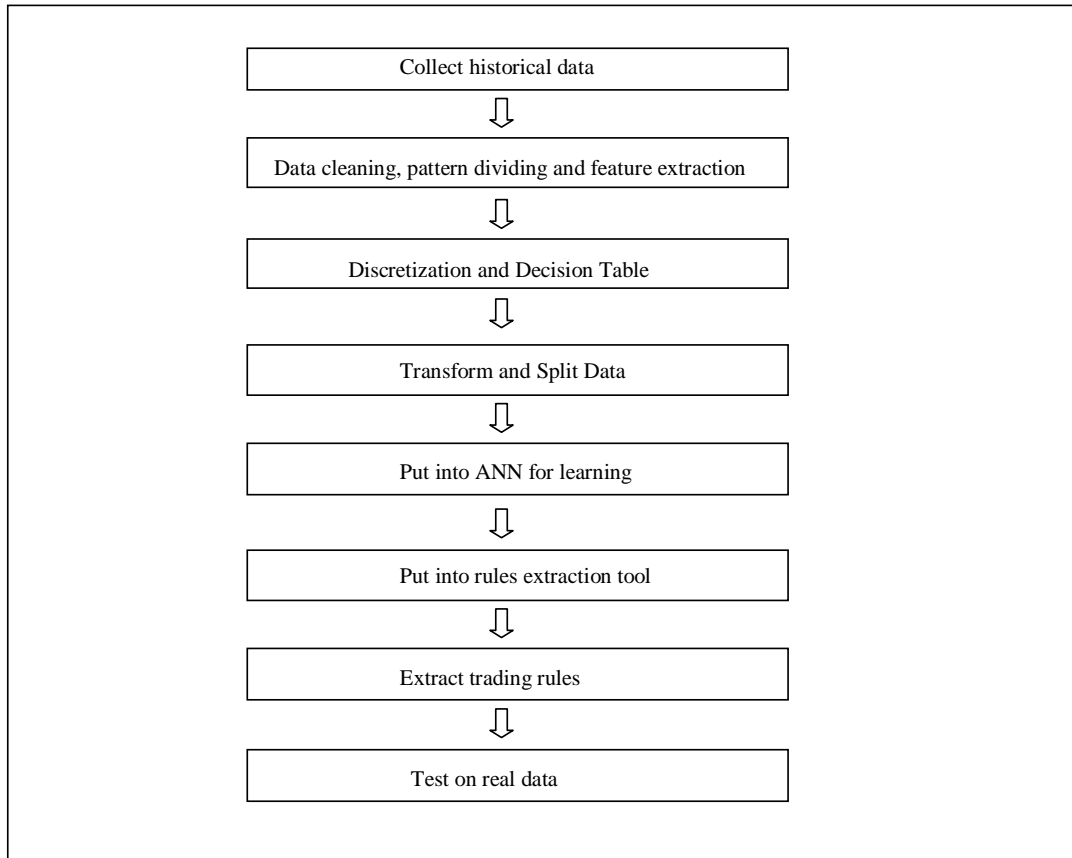 Collect historical data
Data cleaning, pattern dividing and feature extraction
Discretization and Decision Table
Transform and Split Data
Put into ANN for learning
Put into rules extraction tool
Extract trading rules
Test on real data